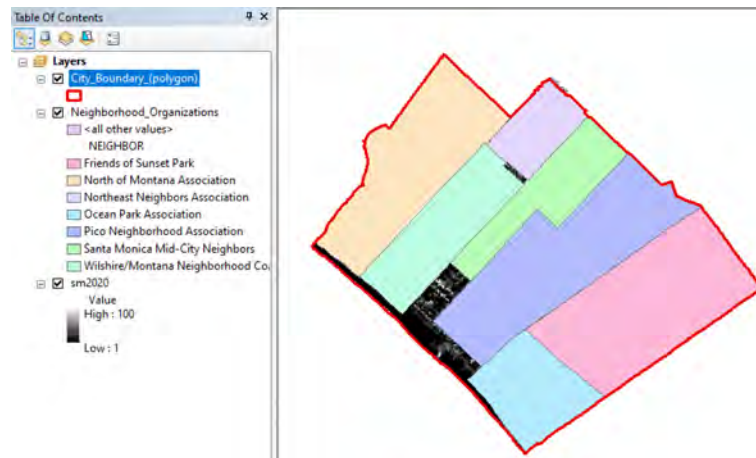 Table Of Contents
Layers
City_Boundary_(polygon)
Neighborhood_Organizations
<all other values>
NEIGHBOR
Friends of Sunset Park
North of Montana Association
Northeast Neighbors Association
Ocean Park Association
Pico Neighborhood Association
Santa Monica Mid-City Neighbors
Wilshire/Montana Neighborhood Co
sm2020
Value
High : 100
Low : 1